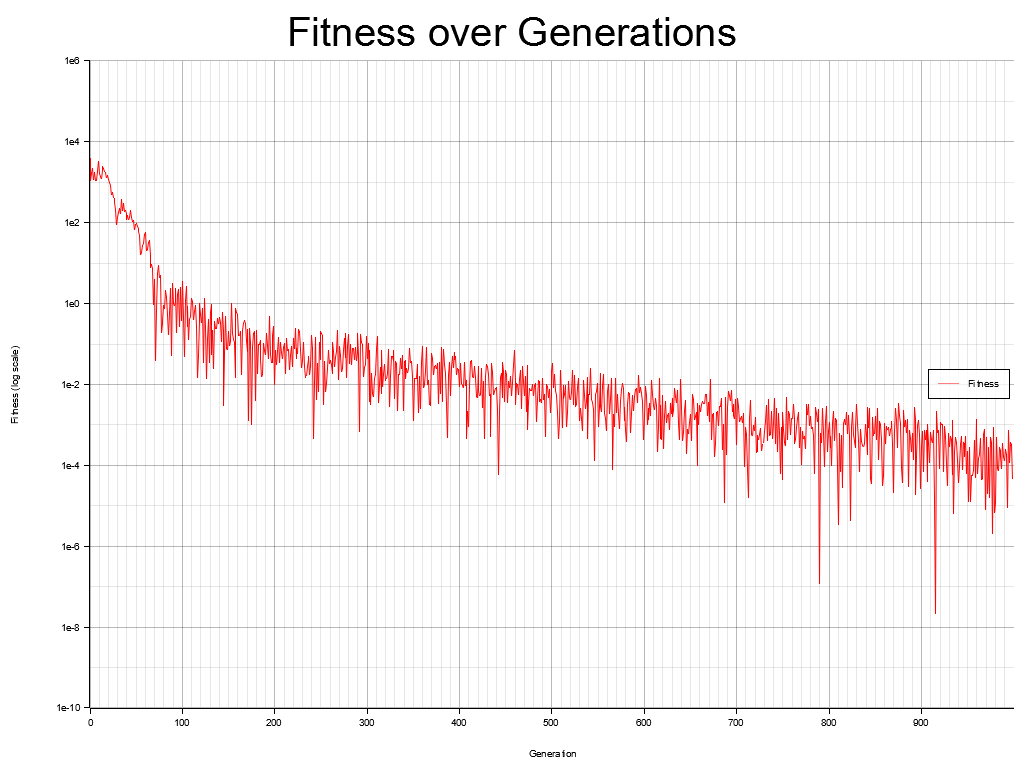 Fitness over Generations
1e6
1e4
1e2
1e0
1e-2
1e-4
1e-6
1e-8
1e-10
Fitness (log scale)
Fitness
0 100 200 300 400 500 600 700 800 900
Generation